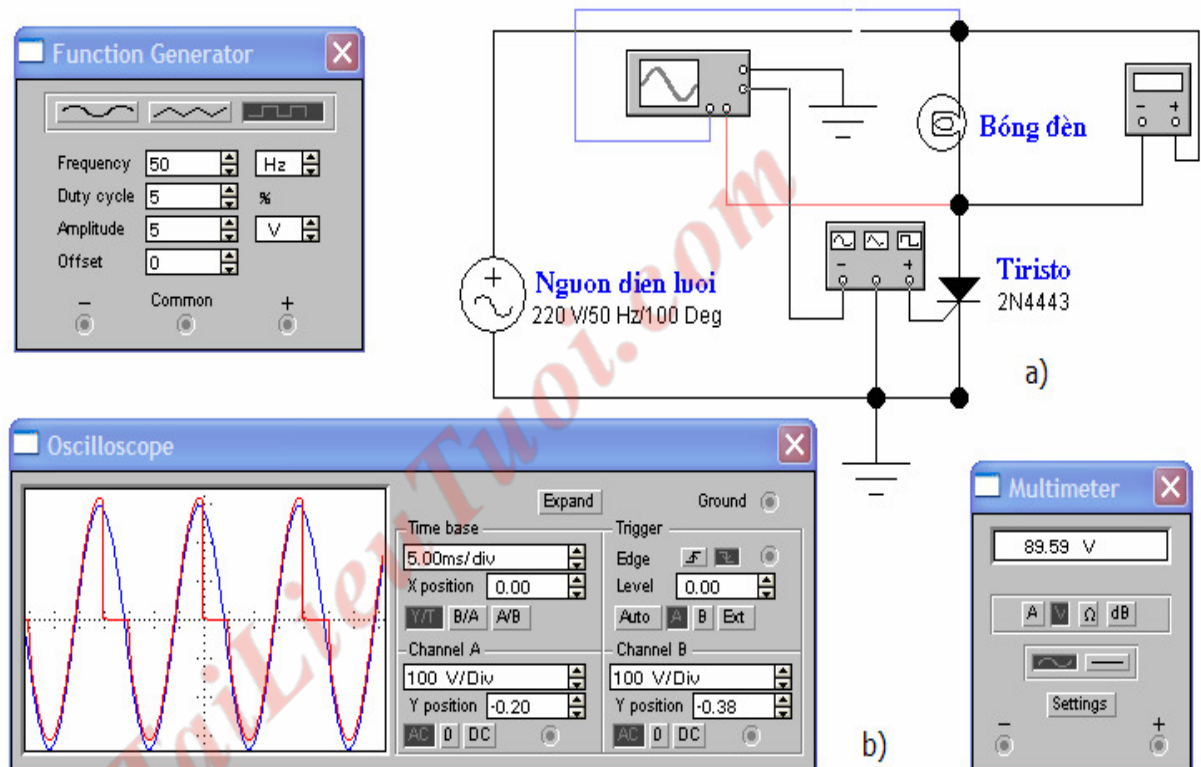 Function Generator
Frequency 50 Hz
Duty cycle 5 %
Amplitude 5 V
Offset 0
− Common +
− +
Bóng đèn
− +
Nguon dien luoi
220 V/50 Hz/100 Deg
Tiristo
2N4443
a)
Oscilloscope
Expand Ground
Time base
5.00ms/div
X position 0.00
Y/T B/A A/B
Trigger
Edge
Level 0.00
Auto A B Ext
Channel A
100 V/Div
Y position -0.20
AC 0 DC
Channel B
100 V/Div
Y position -0.38
AC 0 DC
b)
Multimeter
89.59 V
A V Ω dB
Settings
− +
TaiLieuTuoi.com